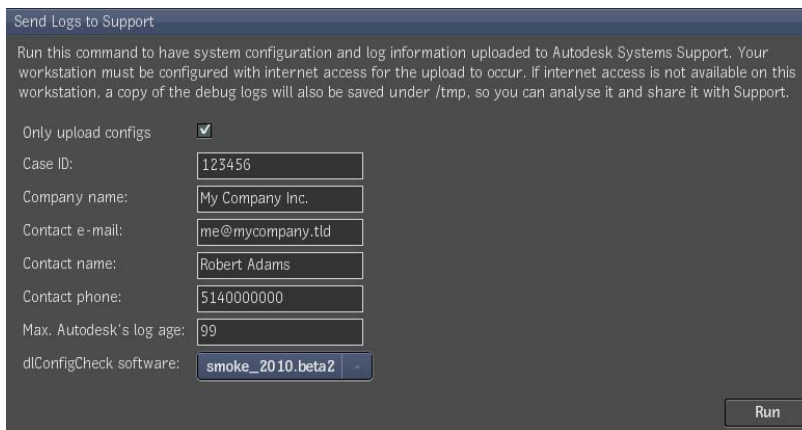 Send Logs to Support
Run this command to have system configuration and log information uploaded to Autodesk Systems Support. Your
workstation must be configured with internet access for the upload to occur. If internet access is not available on this
workstation, a copy of the debug logs will also be saved under /tmp, so you can analyse it and share it with Support.
Only upload configs
Case ID: 123456
Company name: My Company Inc.
Contact e-mail: me@mycompany.tld
Contact name: Robert Adams
Contact phone: 5140000000
Max. Autodesk's log age: 99
dlConfigCheck software: smoke_2010.beta2
Run